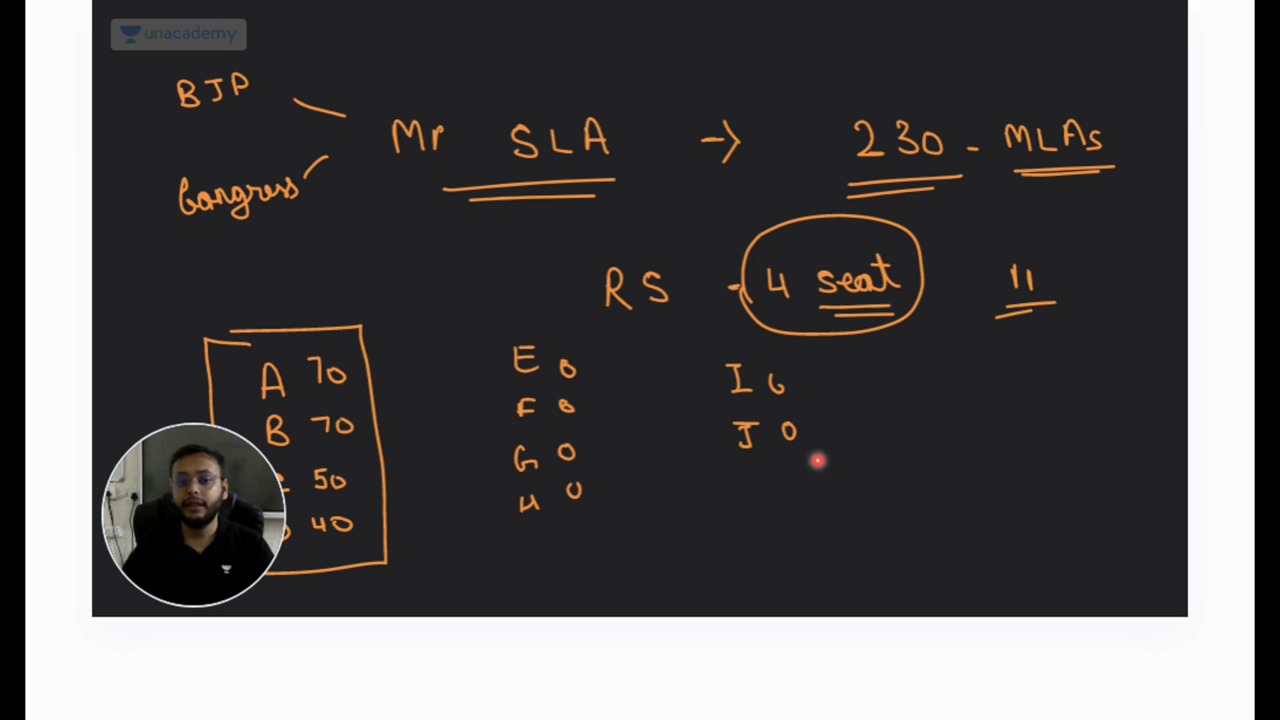 unacademy
BJP
Congress
Mr SLA → 230 - MLAs
RS - 4 seat 11
A 70
B 70
50
40
E 0
F 0
G 0
H 0
I 0
J 0